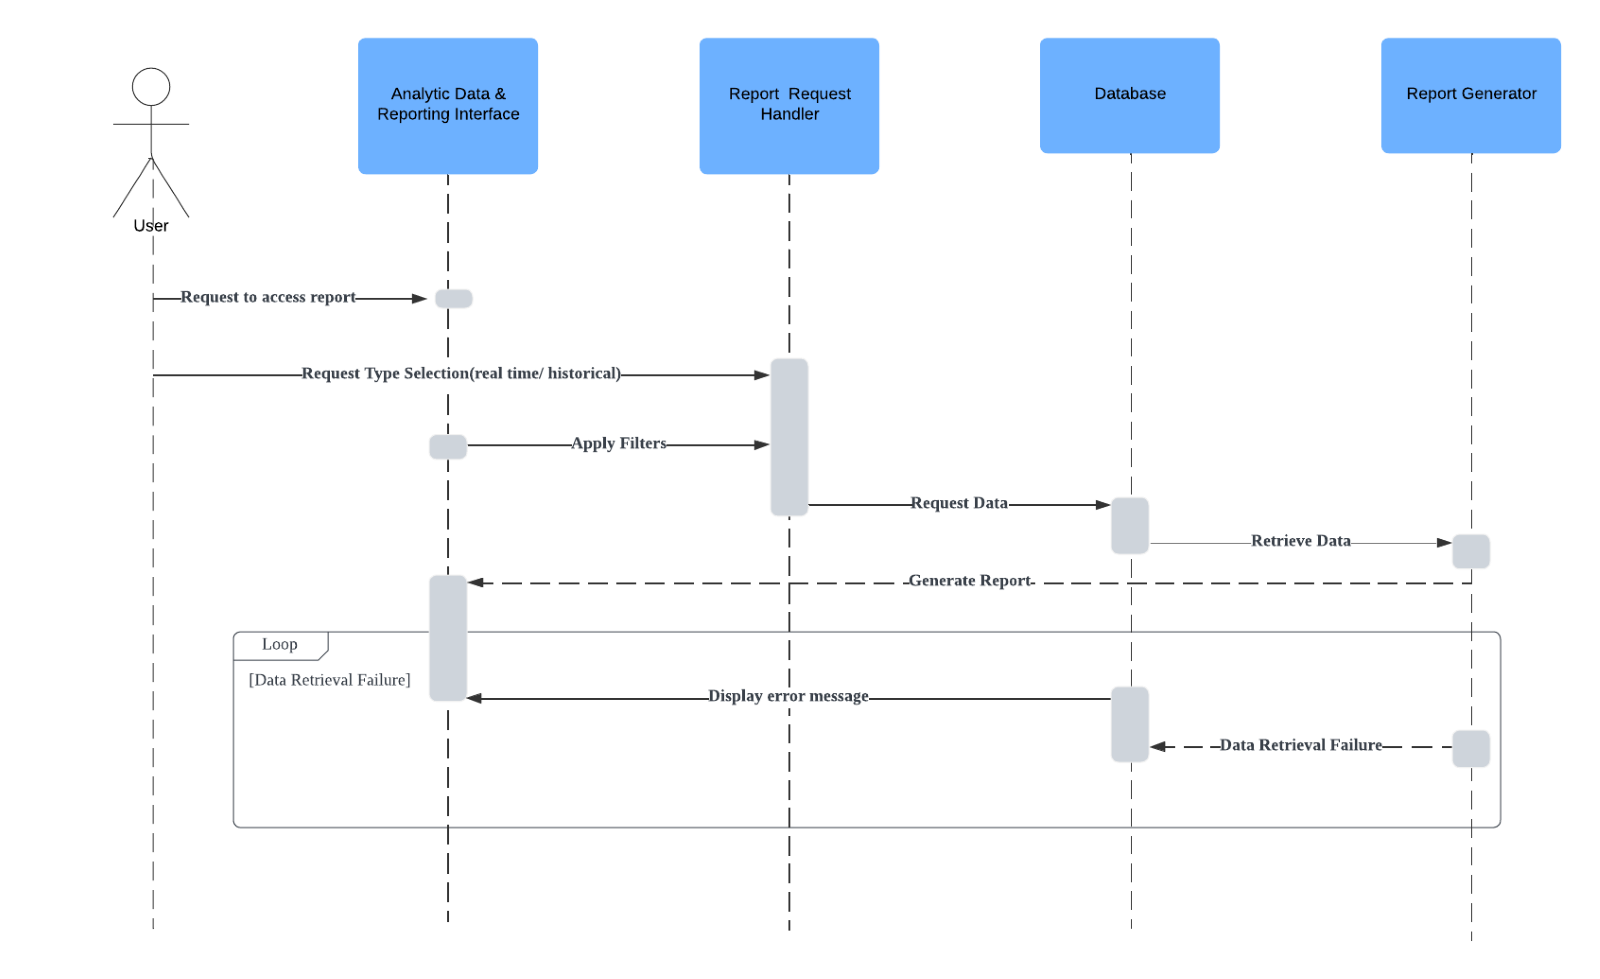 Analytic Data &
Reporting Interface
Report Request
Handler
Database
Report Generator
User
Request to access report
Request Type Selection(real time/ historical)
Apply Filters
Request Data
Retrieve Data
Generate Report
Loop
[Data Retrieval Failure]
Display error message
Data Retrieval Failure